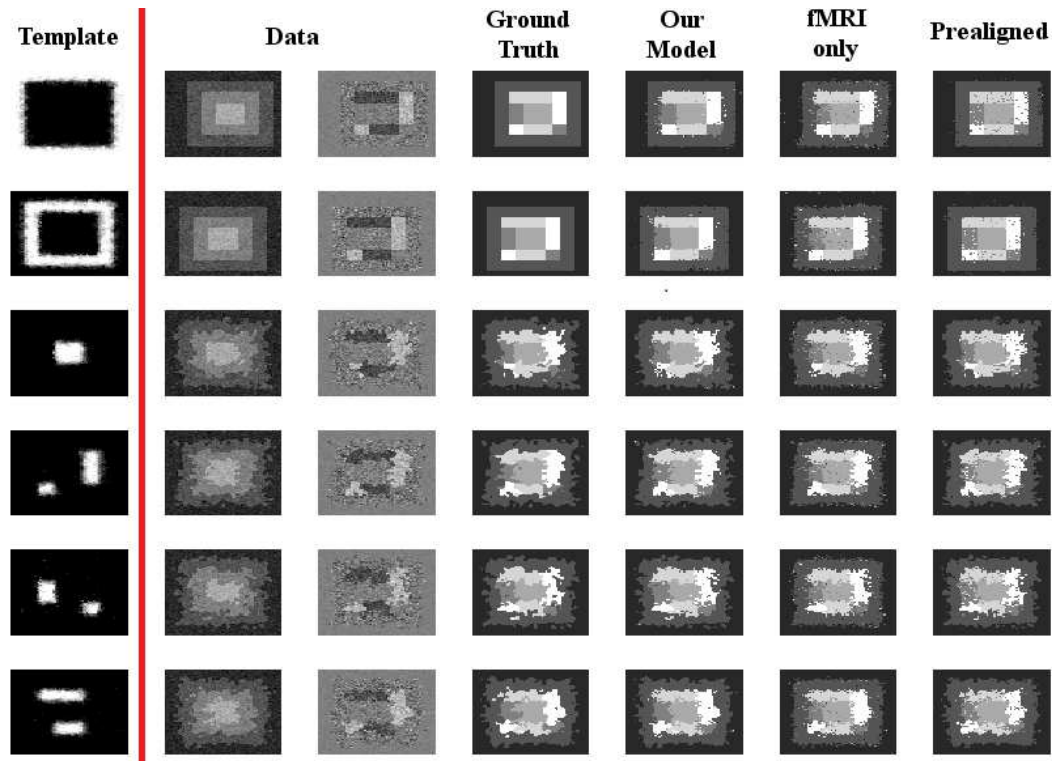 Template
Data
Ground
Truth
Our
Model
fMRI
only
Prealigned